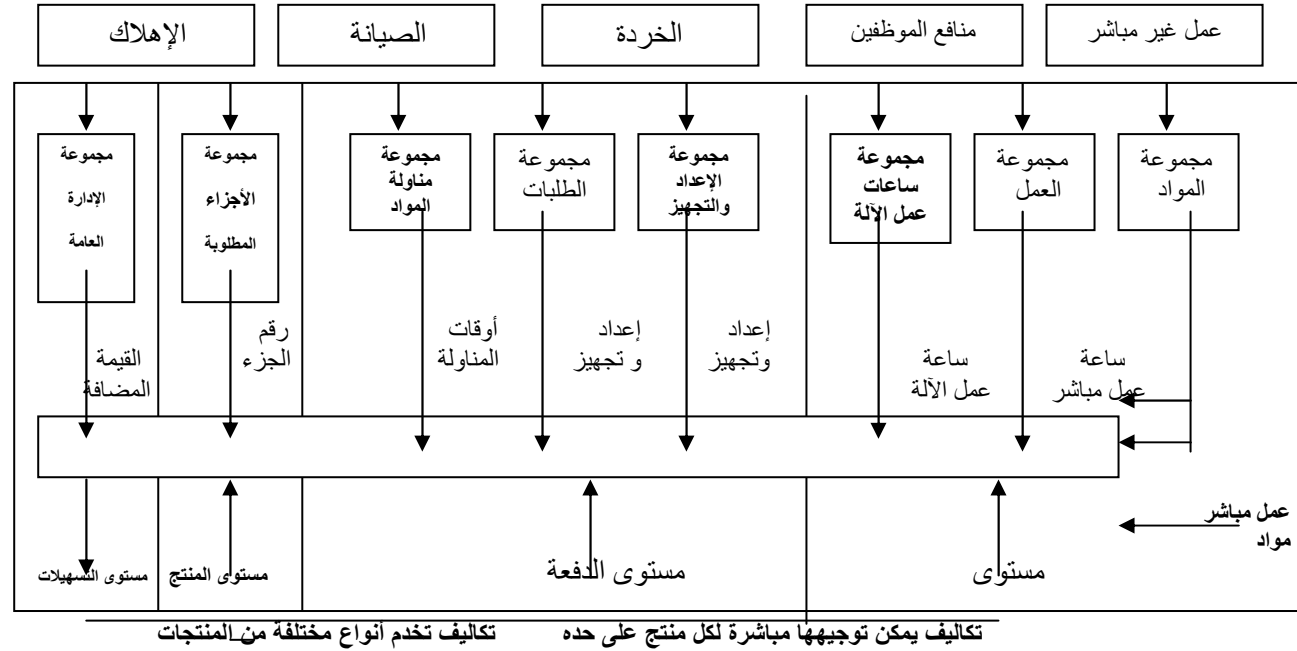 عمل غير مباشر
منافع الموظفين
الخردة
الصيانة
الإهلاك
مجموعة
المواد
مجموعة
العمل
مجموعة
ساعات
عمل الآلة
مجموعة
الإعداد
والتجهيز
مجموعة
الطلبات
مجموعة
مناولة
المواد
مجموعة
الأجزاء
المطلوبة
مجموعة
الإدارة
العامة
ساعة
عمل مباشر
ساعة
عمل الآلة
إعداد
وتجهيز
إعداد
و تجهيز
أوقات
المناولة
رقم
الجزء
القيمة
المضافة
عمل مباشر
مواد
مستوى
مستوى الدفعة
مستوى المنتج
مستوى التسهيلات
تكاليف يمكن توجيهها مباشرة لكل منتج على حده
تكاليف تخدم أنواع مختلفة من المنتجات